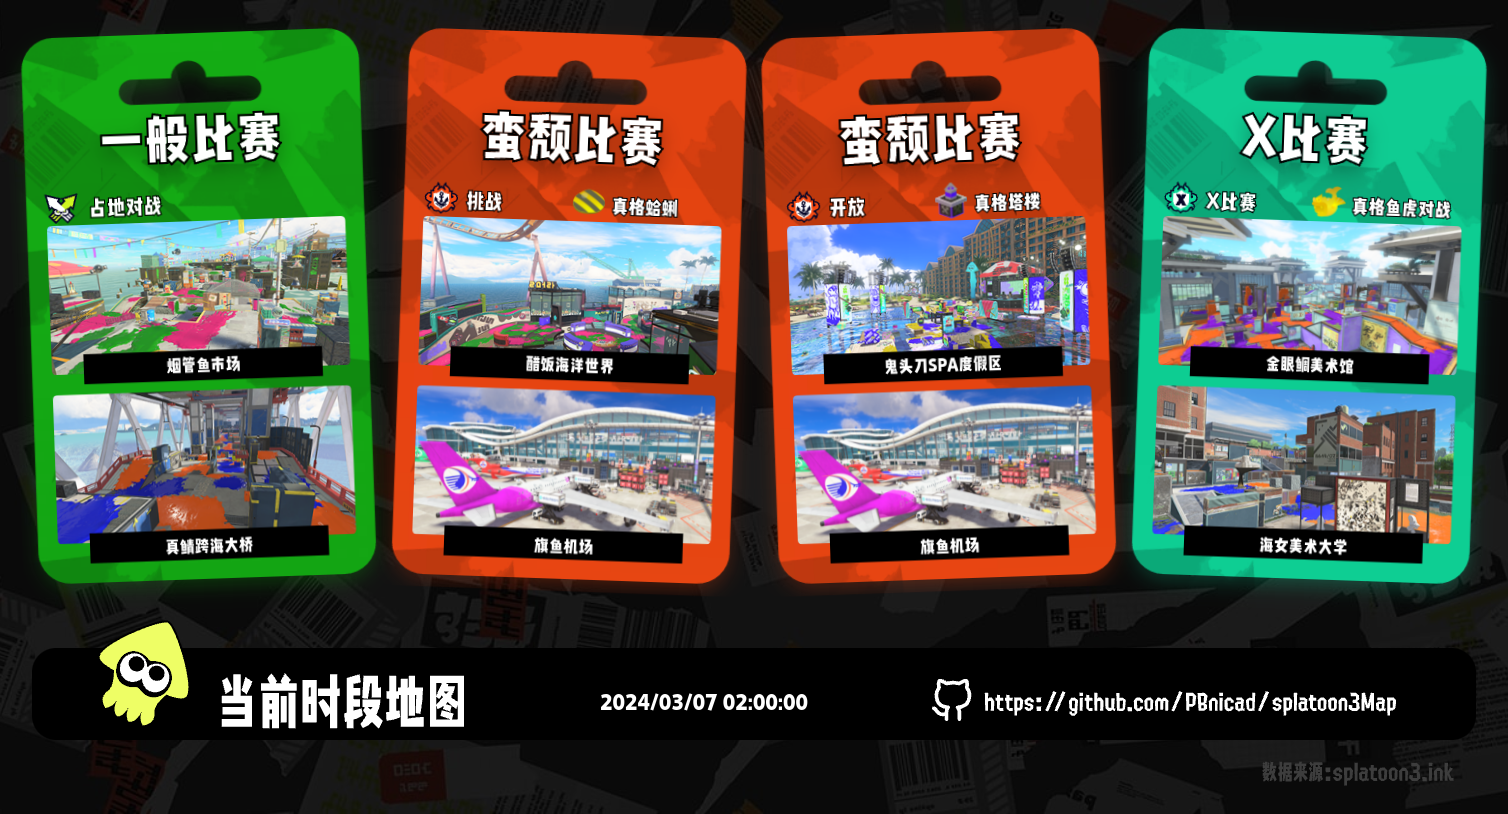 一般比赛
占地对战
烟管鱼市场
真鲭跨海大桥
蛮颓比赛
挑战
真格蛤蜊
醋饭海洋世界
旗鱼机场
蛮颓比赛
开放
真格塔楼
鬼头刀SPA度假区
旗鱼机场
X比赛
X比赛
真格鱼虎对战
金眼鲷美术馆
海女美术大学
当前时段地图
2024/03/07 02:00:00
https://github.com/PBnicad/splatoon3Map
数据来源:splatoon3.ink